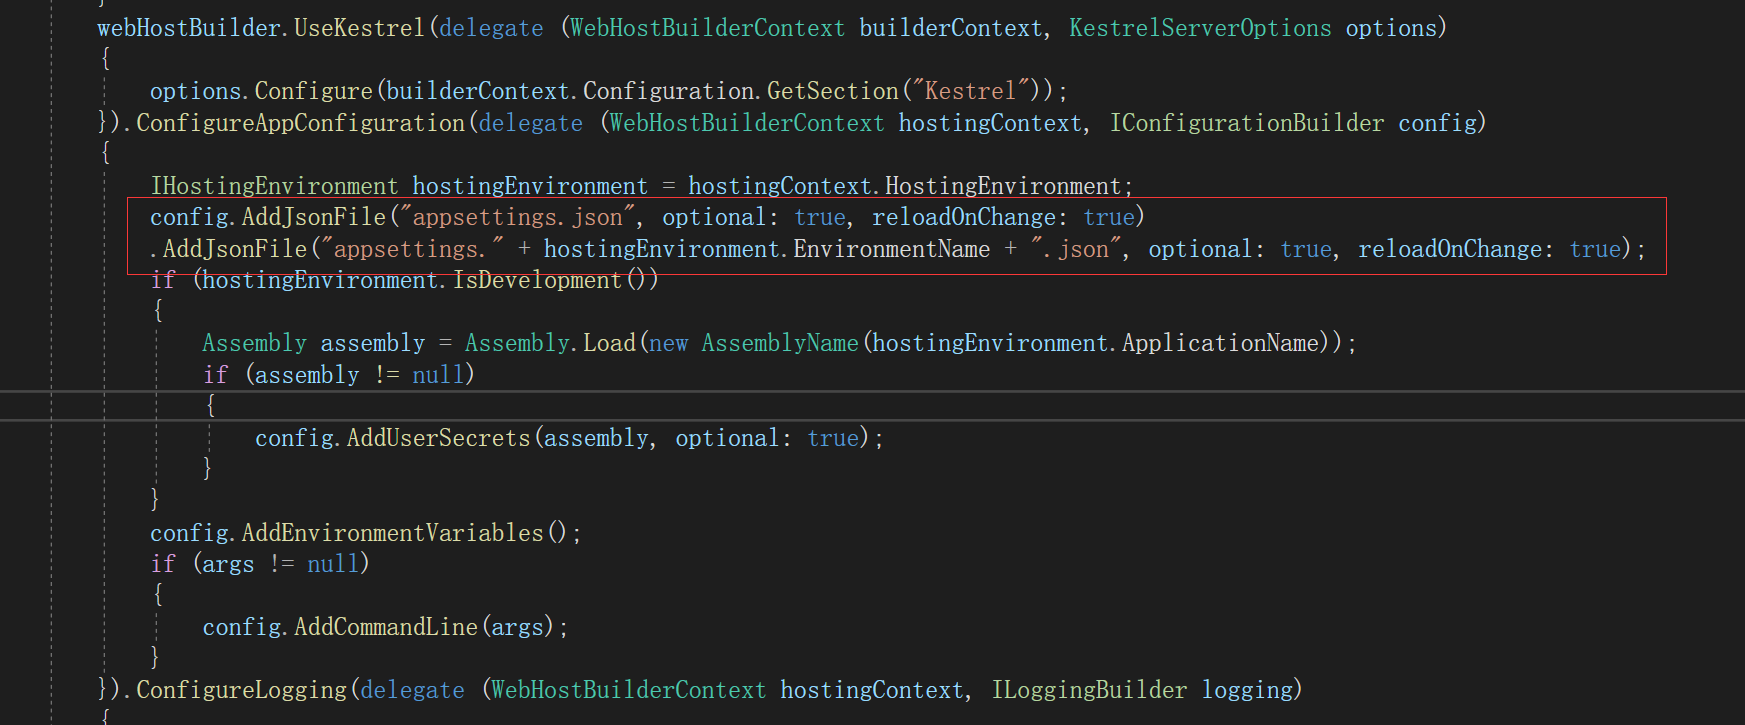 }
webHostBuilder.UseKestrel(delegate (WebHostBuilderContext builderContext, KestrelServerOptions options)
{
options.Configure(builderContext.Configuration.GetSection("Kestrel"));
}).ConfigureAppConfiguration(delegate (WebHostBuilderContext hostingContext, IConfigurationBuilder config)
{
IHostingEnvironment hostingEnvironment = hostingContext.HostingEnvironment;
config.AddJsonFile("appsettings.json", optional: true, reloadOnChange: true)
.AddJsonFile("appsettings." + hostingEnvironment.EnvironmentName + ".json", optional: true, reloadOnChange: true);
if (hostingEnvironment.IsDevelopment())
{
Assembly assembly = Assembly.Load(new AssemblyName(hostingEnvironment.ApplicationName));
if (assembly != null)
{
config.AddUserSecrets(assembly, optional: true);
}
}
config.AddEnvironmentVariables();
if (args != null)
{
config.AddCommandLine(args);
}
}).ConfigureLogging(delegate (WebHostBuilderContext hostingContext, ILoggingBuilder logging)
{